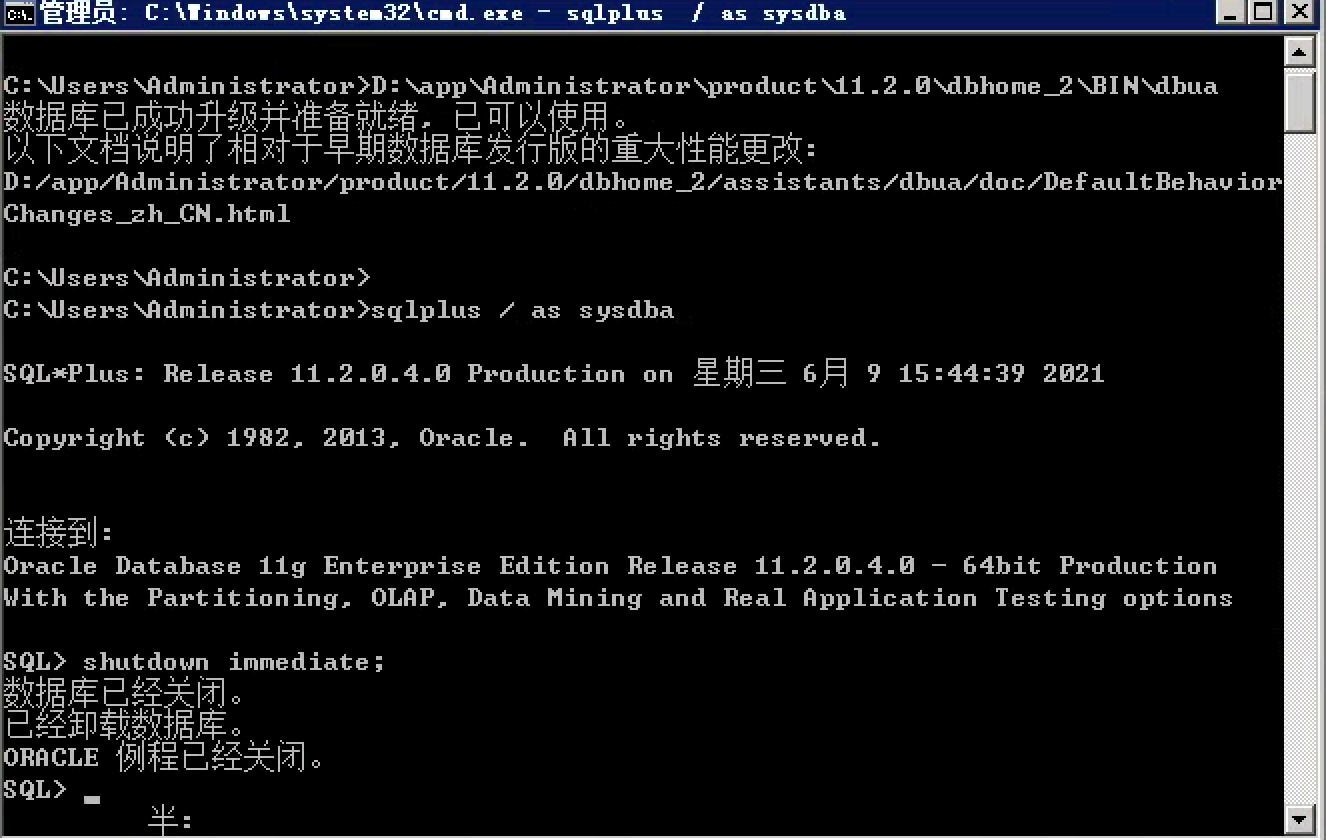 管理员: C:\Windows\system32\cmd.exe - sqlplus  / as sysdba
C:\Users\Administrator>D:\app\Administrator\product\11.2.0\dbhome_2\BIN\dbua
数据库已成功升级并准备就绪，已可以使用。
以下文档说明了相对于早期数据库发行版的重大性能更改:
D:/app/Administrator/product/11.2.0/dbhome_2/assistants/dbua/doc/DefaultBehavior
Changes_zh_CN.html
C:\Users\Administrator>
C:\Users\Administrator>sqlplus / as sysdba
SQL*Plus: Release 11.2.0.4.0 Production on 星期三 6月 9 15:44:39 2021
Copyright (c) 1982, 2013, Oracle.  All rights reserved.
连接到:
Oracle Database 11g Enterprise Edition Release 11.2.0.4.0 - 64bit Production
With the Partitioning, OLAP, Data Mining and Real Application Testing options
SQL> shutdown immediate;
数据库已经关闭。
已经卸载数据库。
ORACLE 例程已经关闭。
SQL>
半: